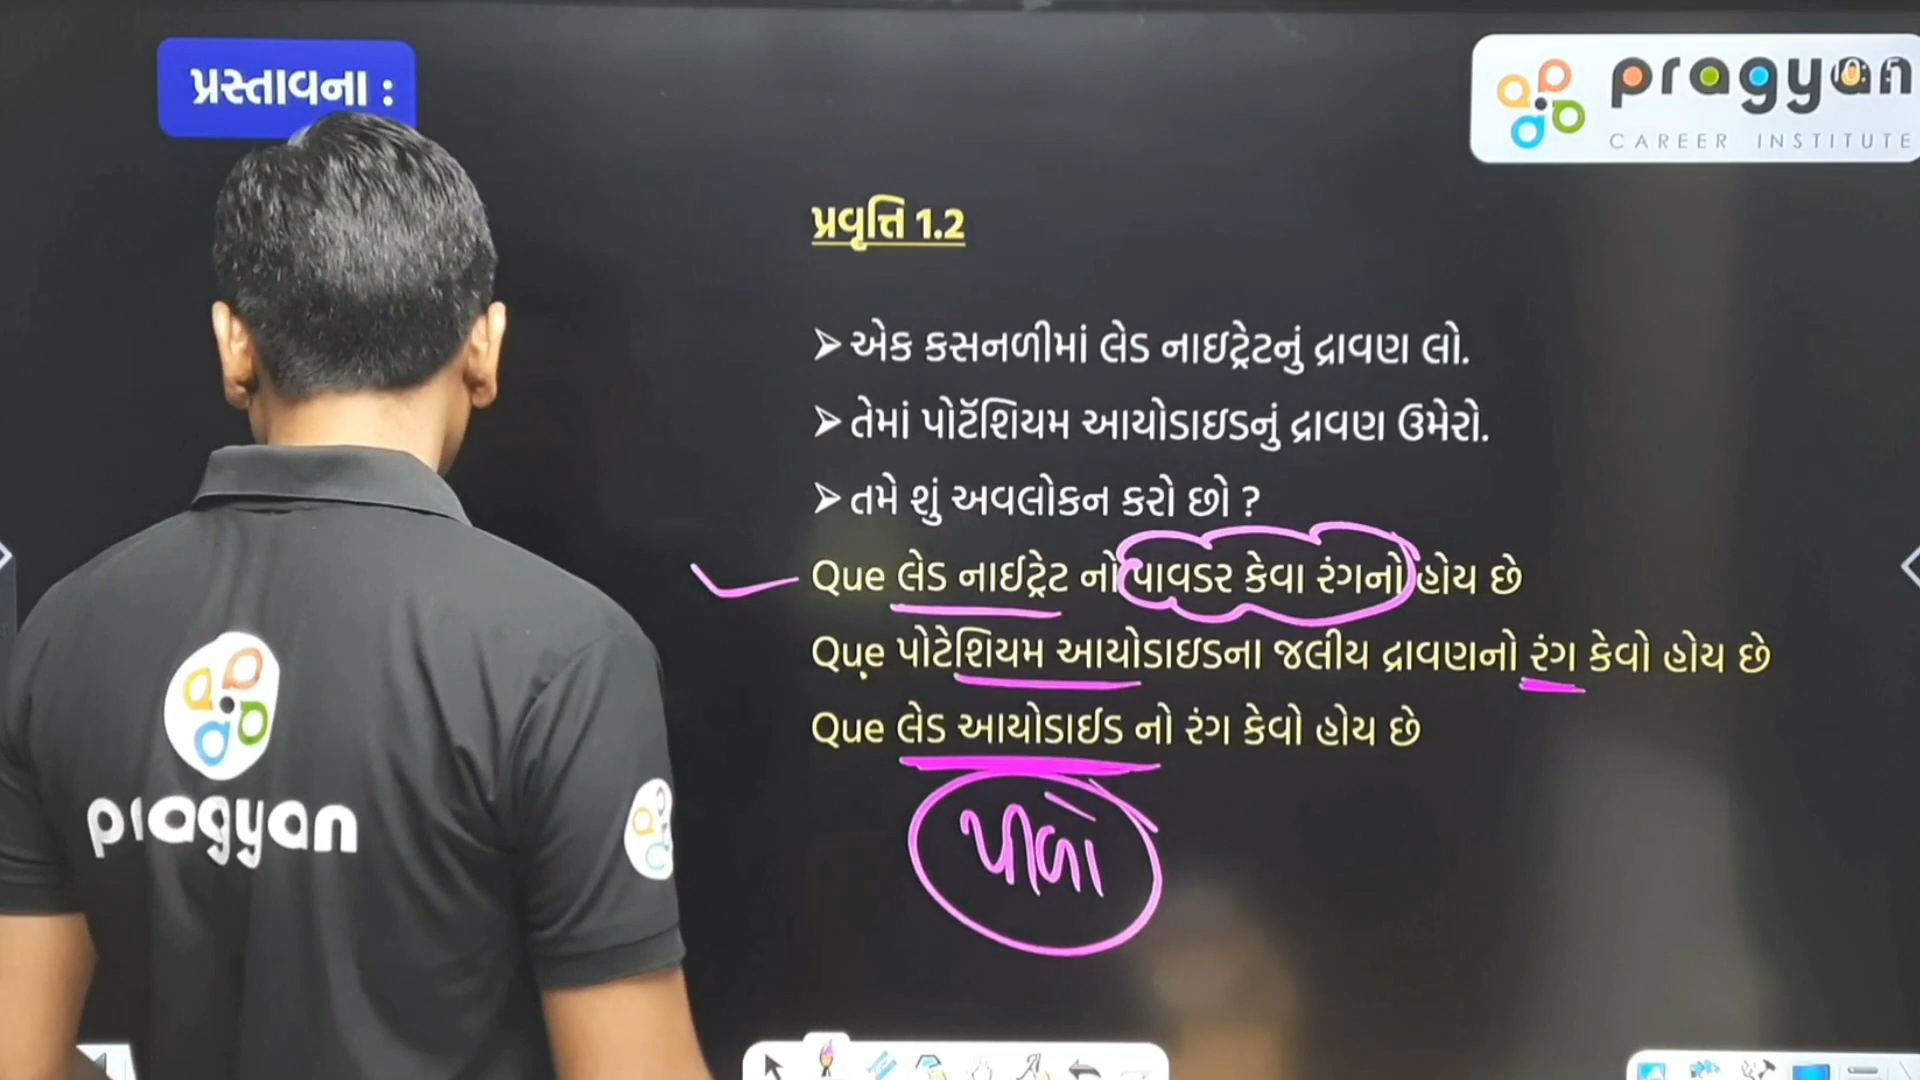 પ્રસ્તાવના :
pragyan
CAREER INSTITUTE
પ્રવૃત્તિ 1.2
➢ એક કસનળીમાં લેડ નાઇટ્રેટનું દ્રાવણ લો.
➢ તેમાં પોટૅશિયમ આયોડાઇડનું દ્રાવણ ઉમેરો.
➢ તમે શું અવલોકન કરો છો ?
Que લેડ નાઈટ્રેટ નો પાવડર કેવા રંગનો હોય છે
Que પોટેશિયમ આયોડાઇડના જલીય દ્રાવણનો રંગ કેવો હોય છે
Que લેડ આયોડાઈડ નો રંગ કેવો હોય છે
પીળો
pragyan